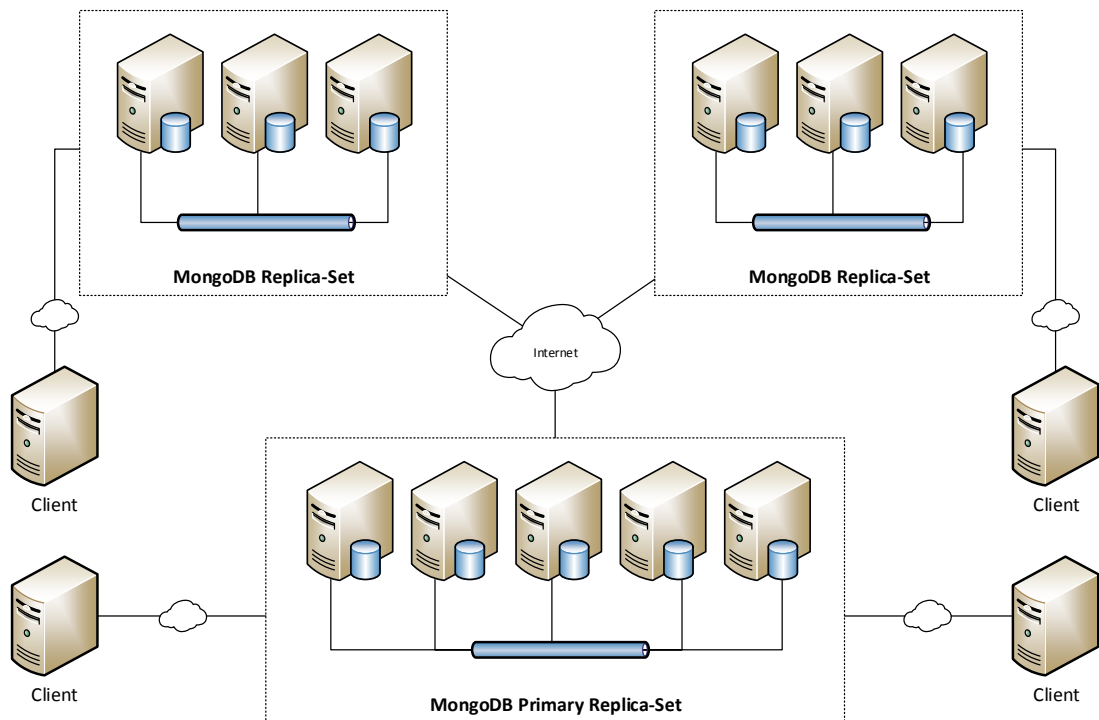 MongoDB Replica-Set
MongoDB Replica-Set
Internet
Client
Client
Client
Client
MongoDB Primary Replica-Set